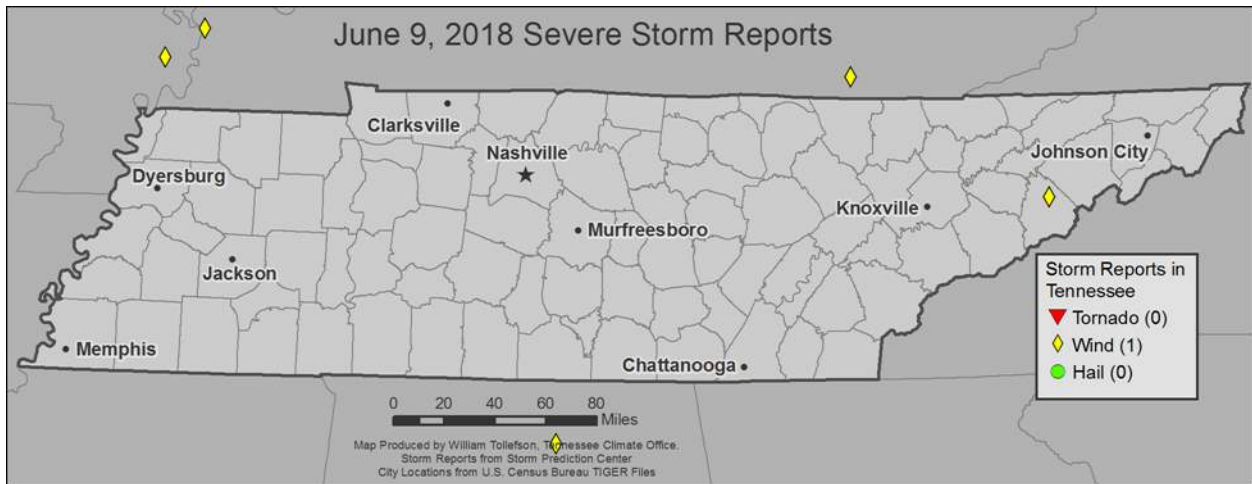 June 9, 2018 Severe Storm Reports
Clarksville
Nashville
Johnson City
Dyersburg
Knoxville
Murfreesboro
Jackson
Storm Reports in
Tennessee
Tornado (0)
Wind (1)
Hail (0)
Memphis
Chattanooga
0 20 40 60 80
Miles
Map Produced by William Tollefson, Tennessee Climate Office.
Storm Reports from Storm Prediction Center
City Locations from U.S. Census Bureau TIGER Files